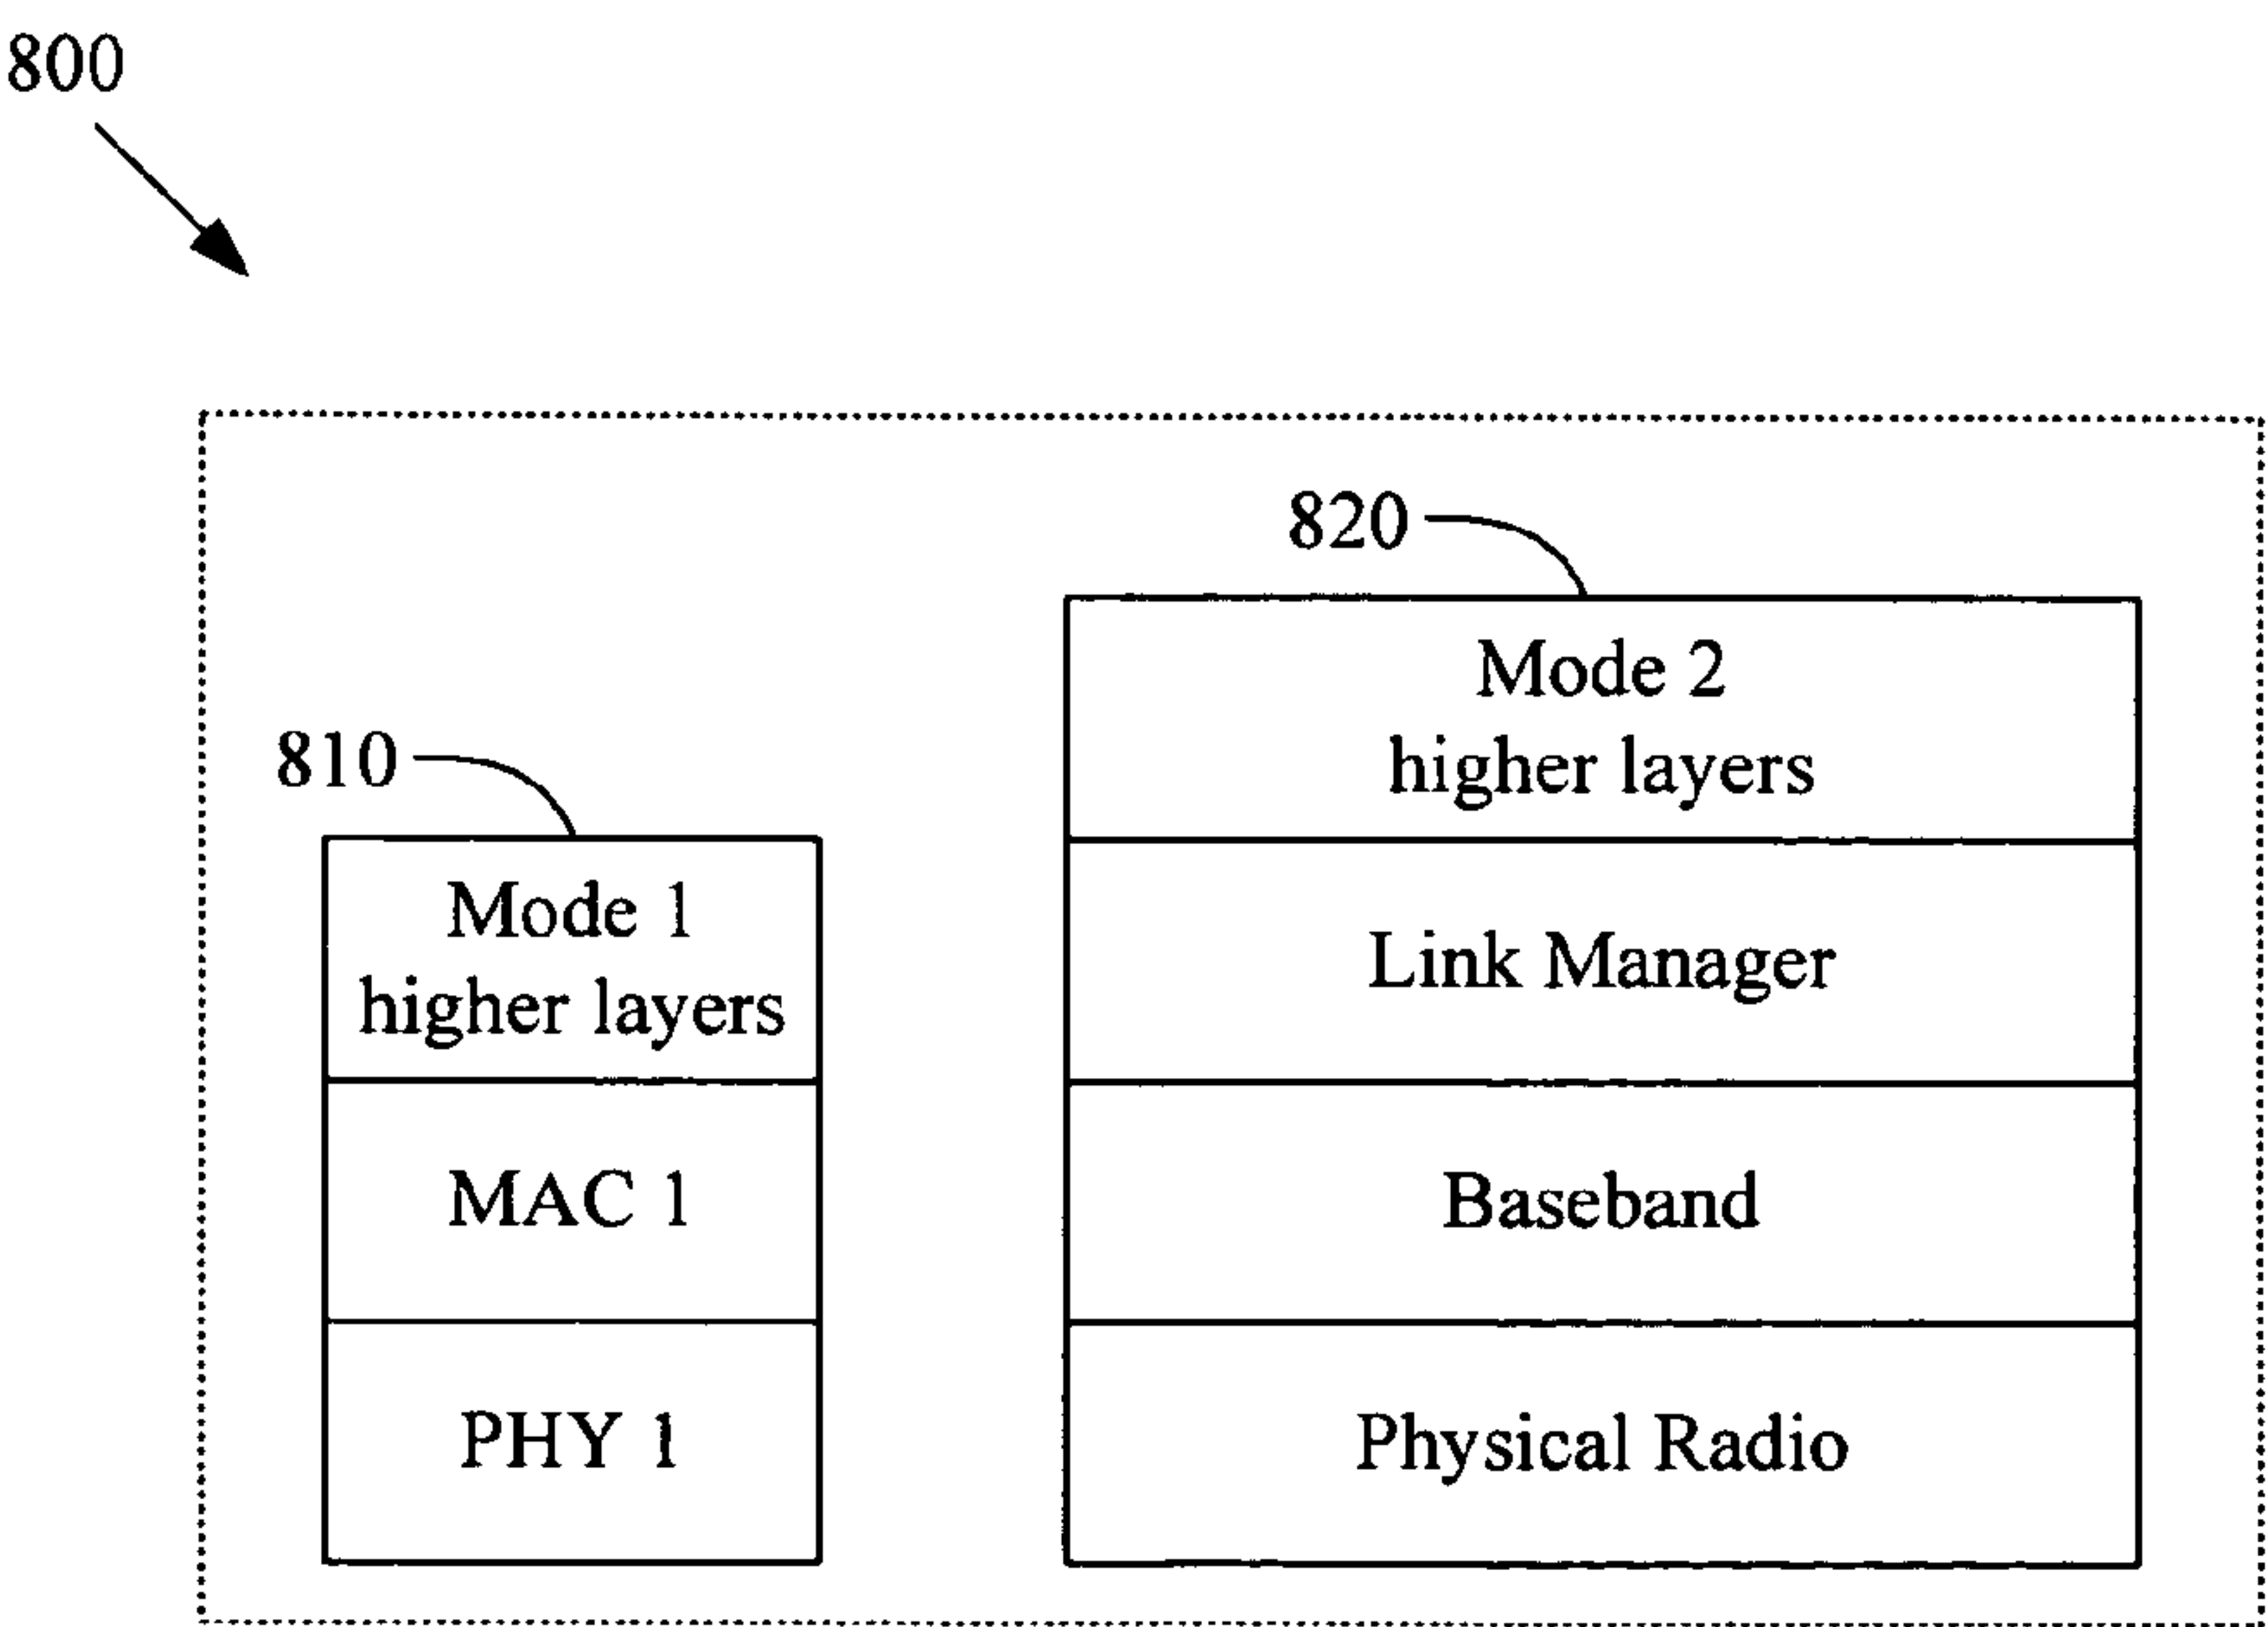 800
820
Mode 2
higher layers
810
Mode 1
higher layers
Link Manager
MAC 1
Baseband
PHY 1
Physical Radio